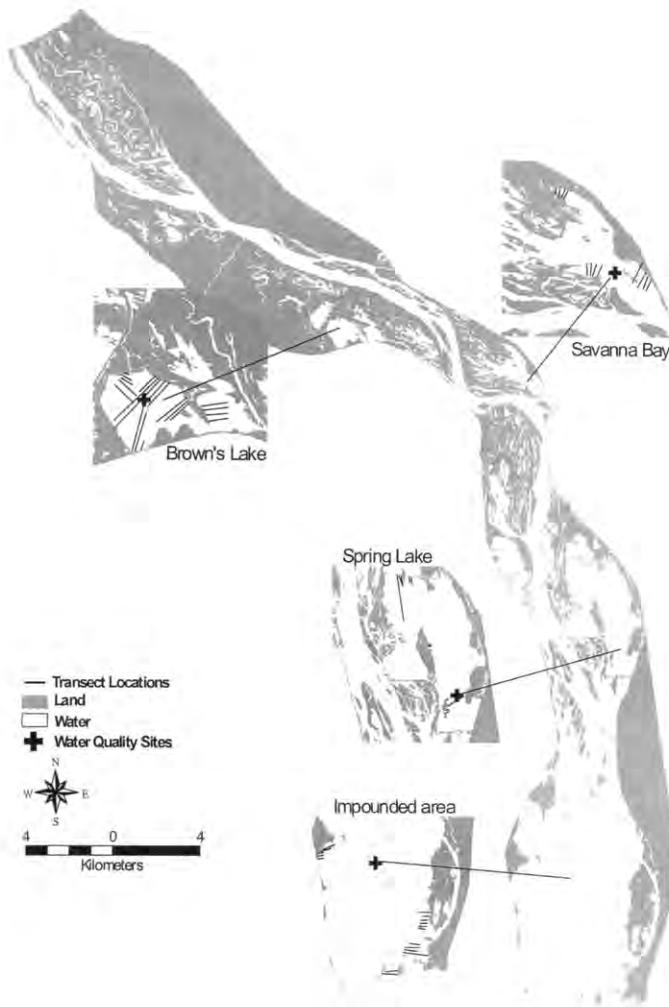 Savanna Bay
Brown's Lake
Spring Lake
Transect Locations
Land
Water
Water Quality Sites
N
W E
S
Impounded area
4 0 4
Kilometers